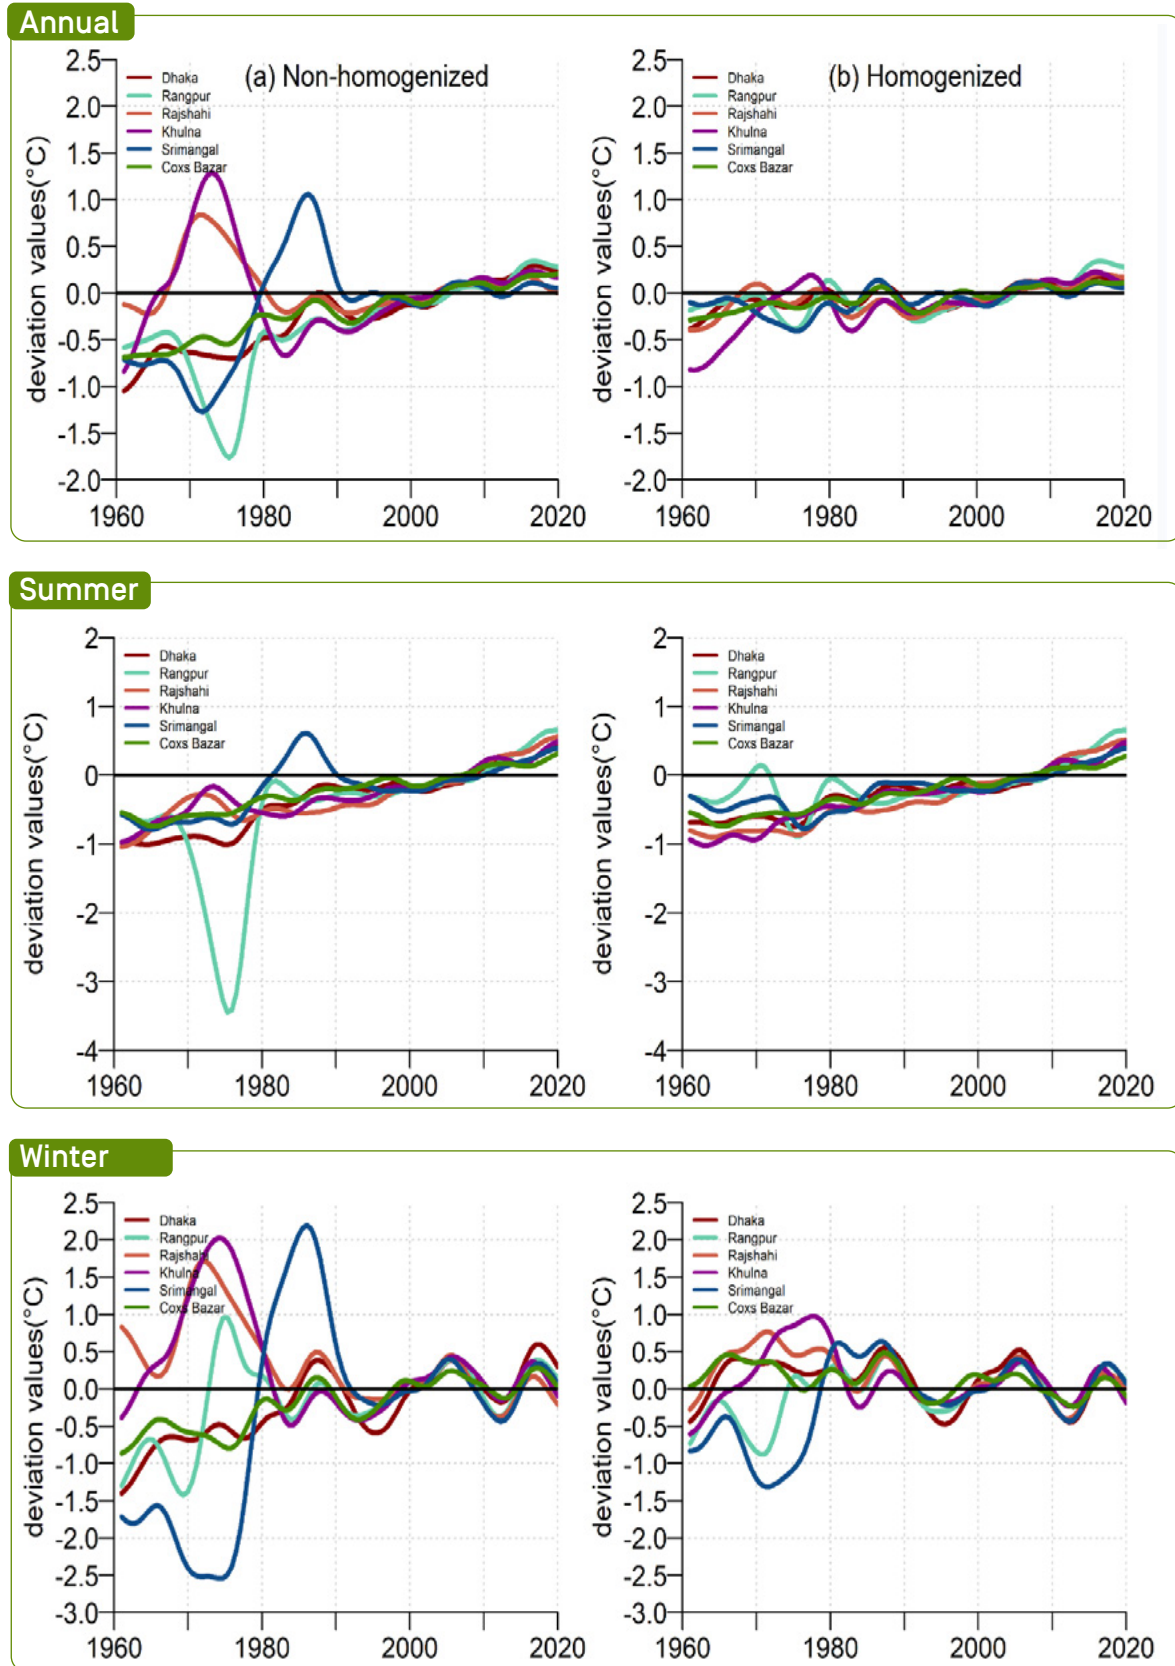 Annual
(a) Non-homogenized
2.5
2.0
1.5
1.0
0.5
0.0
-0.5
-1.0
-1.5
-2.0
deviation values(°C)
Dhaka
Rangpur
Rajshahi
Khulna
Srimangal
Coxs Bazar
1960
1980
2000
2020
(b) Homogenized
2.5
2.0
1.5
1.0
0.5
0.0
-0.5
-1.0
-1.5
-2.0
deviation values(°C)
Dhaka
Rangpur
Rajshahi
Khulna
Srimangal
Coxs Bazar
1960
1980
2000
2020
Summer
2
1
0
-1
-2
-3
-4
deviation values(°C)
Dhaka
Rangpur
Rajshahi
Khulna
Srimangal
Coxs Bazar
1960
1980
2000
2020
2
1
0
-1
-2
-3
-4
deviation values(°C)
Dhaka
Rangpur
Rajshahi
Khulna
Srimangal
Coxs Bazar
1960
1980
2000
2020
Winter
2.5
2.0
1.5
1.0
0.5
0.0
-0.5
-1.0
-1.5
-2.0
-2.5
-3.0
deviation values(°C)
Dhaka
Rangpur
Rajshahi
Khulna
Srimangal
Coxs Bazar
1960
1980
2000
2020
2.5
2.0
1.5
1.0
0.5
0.0
-0.5
-1.0
-1.5
-2.0
-2.5
-3.0
deviation values(°C)
Dhaka
Rangpur
Rajshahi
Khulna
Srimangal
Coxs Bazar
1960
1980
2000
2020